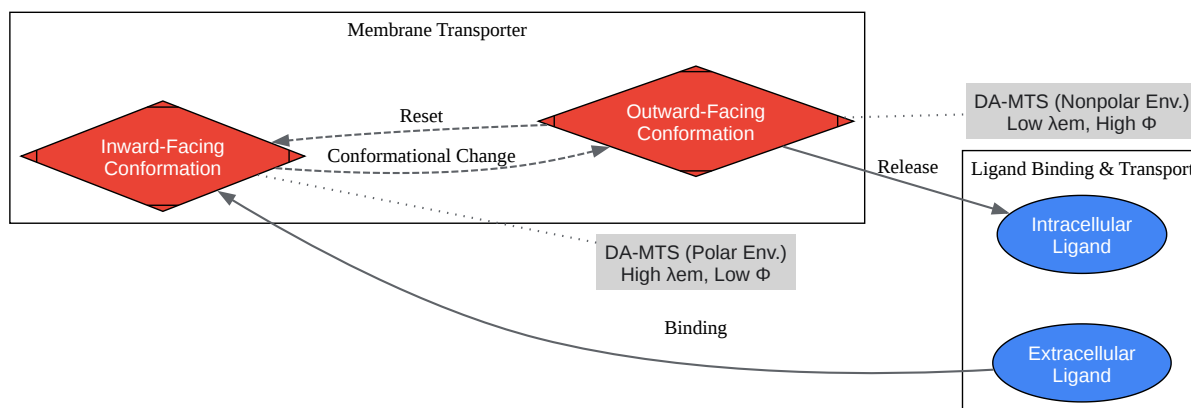 Membrane Transporter
Outward-Facing
Conformation
DA-MTS (Nonpolar Env.)
Low λem, High Φ
Reset
Inward-Facing
Conformation
Conformational Change
Release
Ligand Binding & Transport
Intracellular
Ligand
DA-MTS (Polar Env.)
High λem, Low Φ
Binding
Extracellular
Ligand